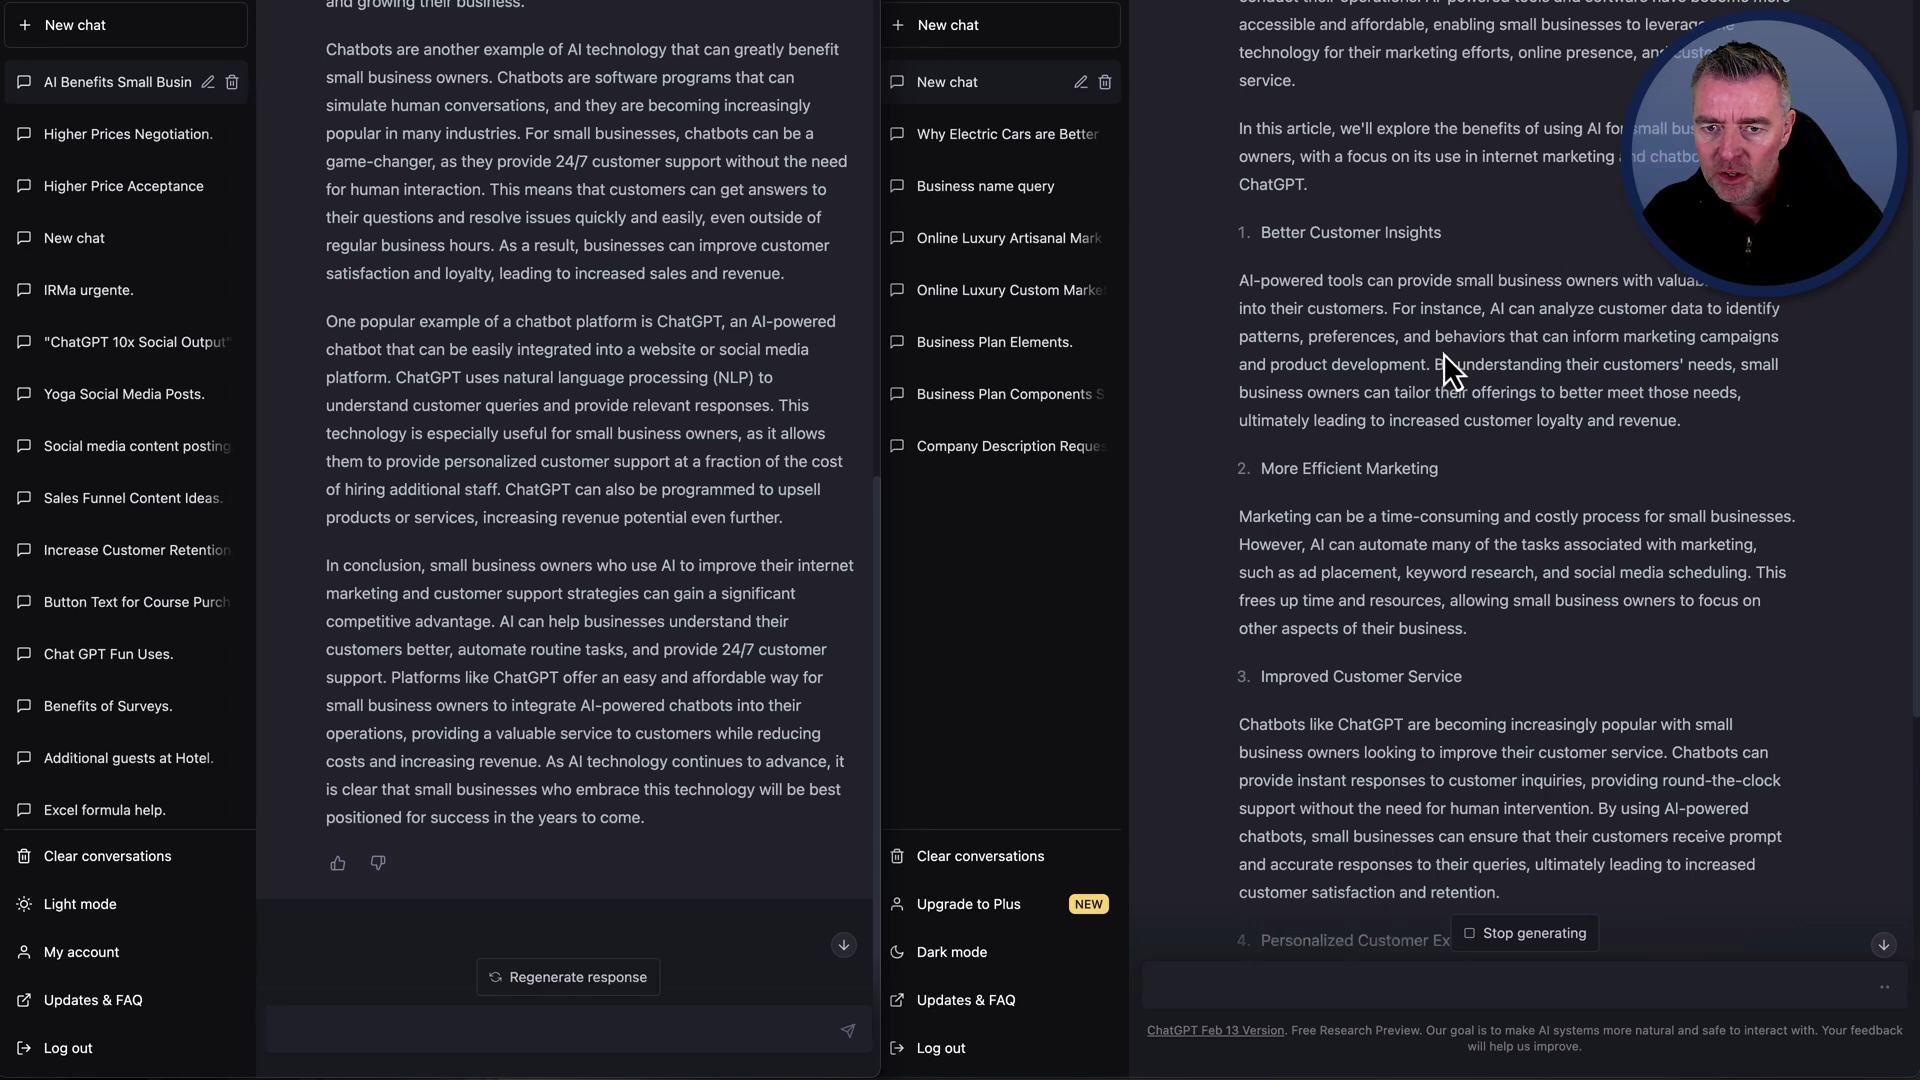 New chat
AI Benefits Small Busin
Higher Prices Negotiation.
Higher Price Acceptance
New chat
IRMa urgente.
"ChatGPT 10x Social Output"
Yoga Social Media Posts.
Social media content posting
Sales Funnel Content Ideas.
Increase Customer Retention
Button Text for Course Purch
Chat GPT Fun Uses.
Benefits of Surveys.
Additional guests at Hotel.
Excel formula help.
Clear conversations
Light mode
My account
Updates & FAQ
Log out
and growing their business.
Chatbots are another example of AI technology that can greatly benefit
small business owners. Chatbots are software programs that can
simulate human conversations, and they are becoming increasingly
popular in many industries. For small businesses, chatbots can be a
game-changer, as they provide 24/7 customer support without the need
for human interaction. This means that customers can get answers to
their questions and resolve issues quickly and easily, even outside of
regular business hours. As a result, businesses can improve customer
satisfaction and loyalty, leading to increased sales and revenue.
One popular example of a chatbot platform is ChatGPT, an AI-powered
chatbot that can be easily integrated into a website or social media
platform. ChatGPT uses natural language processing (NLP) to
understand customer queries and provide relevant responses. This
technology is especially useful for small business owners, as it allows
them to provide personalized customer support at a fraction of the cost
of hiring additional staff. ChatGPT can also be programmed to upsell
products or services, increasing revenue potential even further.
In conclusion, small business owners who use AI to improve their internet
marketing and customer support strategies can gain a significant
competitive advantage. AI can help businesses understand their
customers better, automate routine tasks, and provide 24/7 customer
support. Platforms like ChatGPT offer an easy and affordable way for
small business owners to integrate AI-powered chatbots into their
operations, providing a valuable service to customers while reducing
costs and increasing revenue. As AI technology continues to advance, it
is clear that small businesses who embrace this technology will be best
positioned for success in the years to come.
Regenerate response
New chat
New chat
Why Electric Cars are Better
Business name query
Online Luxury Artisanal Mark
Online Luxury Custom Marke
Business Plan Elements.
Business Plan Components S
Company Description Reques
Clear conversations
Upgrade to Plus NEW
Dark mode
Updates & FAQ
Log out
accessible and affordable, enabling small businesses to leverage
technology for their marketing efforts, online presence, and
service.
In this article, we'll explore the benefits of using AI for small
owners, with a focus on its use in internet marketing
ChatGPT.
1. Better Customer Insights
AI-powered tools can provide small business owners with
into their customers. For instance, AI can analyze customer data to identify
patterns, preferences, and behaviors that can inform marketing campaigns
and product development. By understanding their customers' needs, small
business owners can tailor their offerings to better meet those needs,
ultimately leading to increased customer loyalty and revenue.
2. More Efficient Marketing
Marketing can be a time-consuming and costly process for small businesses.
However, AI can automate many of the tasks associated with marketing,
such as ad placement, keyword research, and social media scheduling. This
frees up time and resources, allowing small business owners to focus on
other aspects of their business.
3. Improved Customer Service
Chatbots like ChatGPT are becoming increasingly popular with small
business owners looking to improve their customer service. Chatbots can
provide instant responses to customer inquiries, providing round-the-clock
support without the need for human intervention. By using AI-powered
chatbots, small businesses can ensure that their customers receive prompt
and accurate responses to their queries, ultimately leading to increased
customer satisfaction and retention.
4. Personalized Customer Ex
Stop generating
ChatGPT Feb 13 Version. Free Research Preview. Our goal is to make AI systems more natural and safe to interact with. Your feedback
will help us improve.